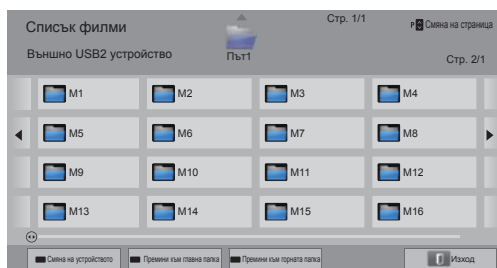 Списък филми
Стр. 1/1
P Смяна на страница
Външно USB2 устройство
Път1
Стр. 2/1
M1 M2 M3 M4
M5 M6 M7 M8
M9 M10 M11 M12
M13 M14 M15 M16
Смяна на устройството
Премини към главна папка
Премини към горната папка
Изход